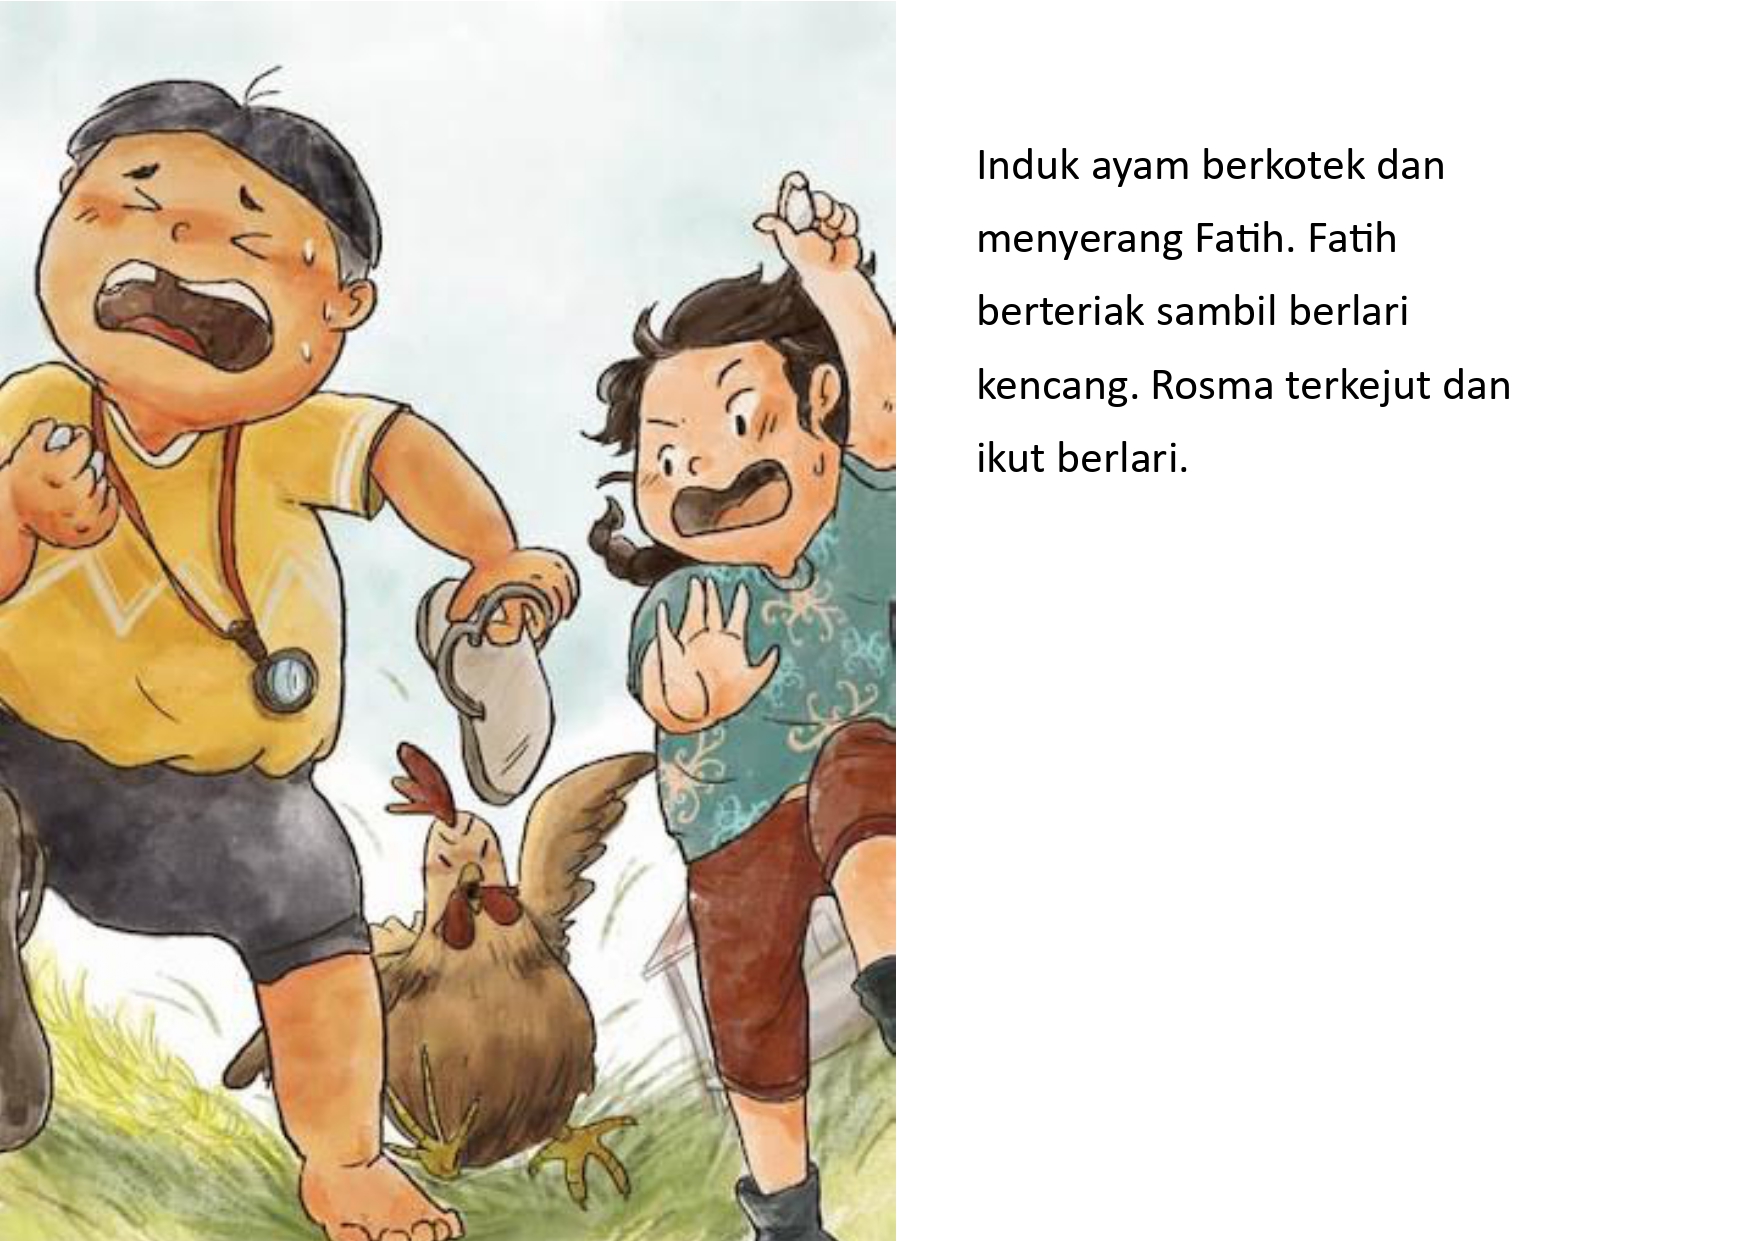 Induk ayam berkotek dan
menyerang Fatih. Fatih
berteriak sambil berlari
kencang. Rosma terkejut dan
ikut berlari.